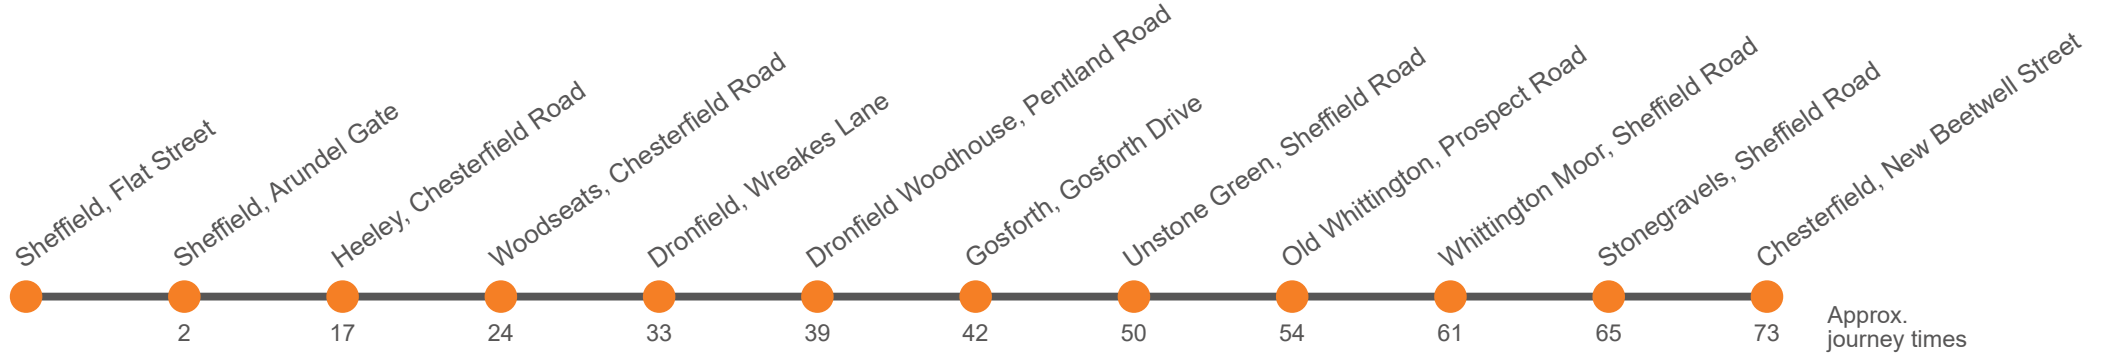 Sheffield, Flat Street
Sheffield, Arundel Gate
Heeley, Chesterfield Road
Woodseats, Chesterfield Road
Dronfield, Wreakes Lane
Dronfield Woodhouse, Pentland Road
Gosforth, Gosforth Drive
Unstone Green, Sheffield Road
Old Whittington, Prospect Road
Whittington Moor, Sheffield Road
Stonegravels, Sheffield Road
Chesterfield, New Beetwell Street
2 17 24 33 39 42 50 54 61 65 73
Approx.
journey times